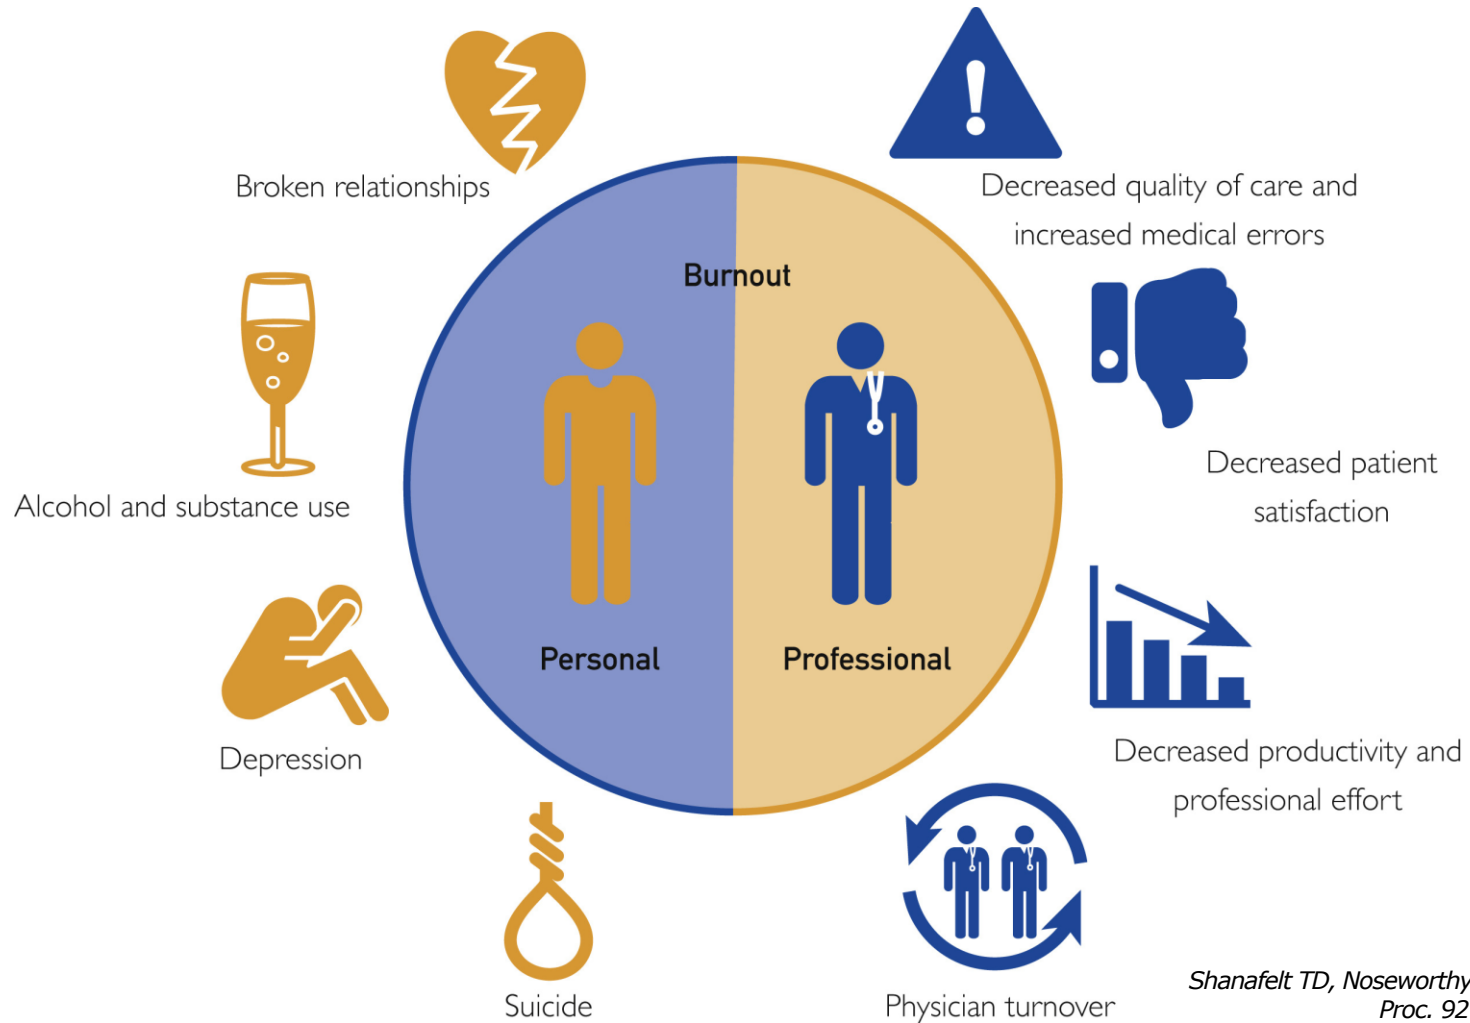 Broken relationships
Decreased quality of care and
increased medical errors
Burnout
Alcohol and substance use
Decreased patient
satisfaction
Personal
Professional
Depression
Decreased productivity and
professional effort
Suicide
Physician turnover
Shanafelt TD, Noseworthy
Proc. 92